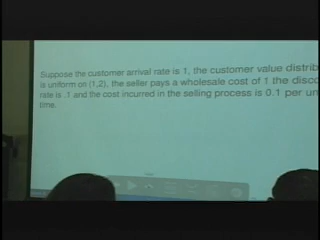 Suppose the customer arrival rate is 1, the customer value distrib
is uniform on (1,2), the seller pays a wholesale cost of 1 the disco
rate is .1 and the cost incurred in the selling process is 0.1 per un
time.